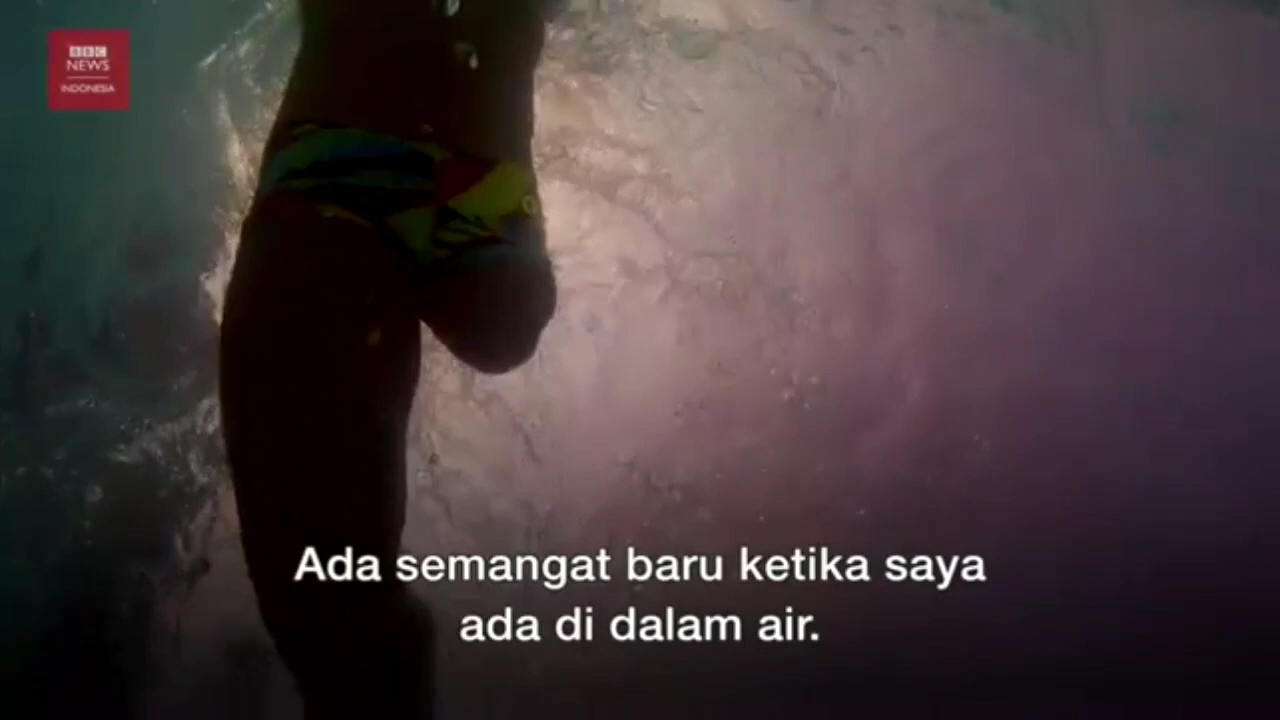 BBC
NEWS
INDONESIA
Ada semangat baru ketika saya
ada di dalam air.